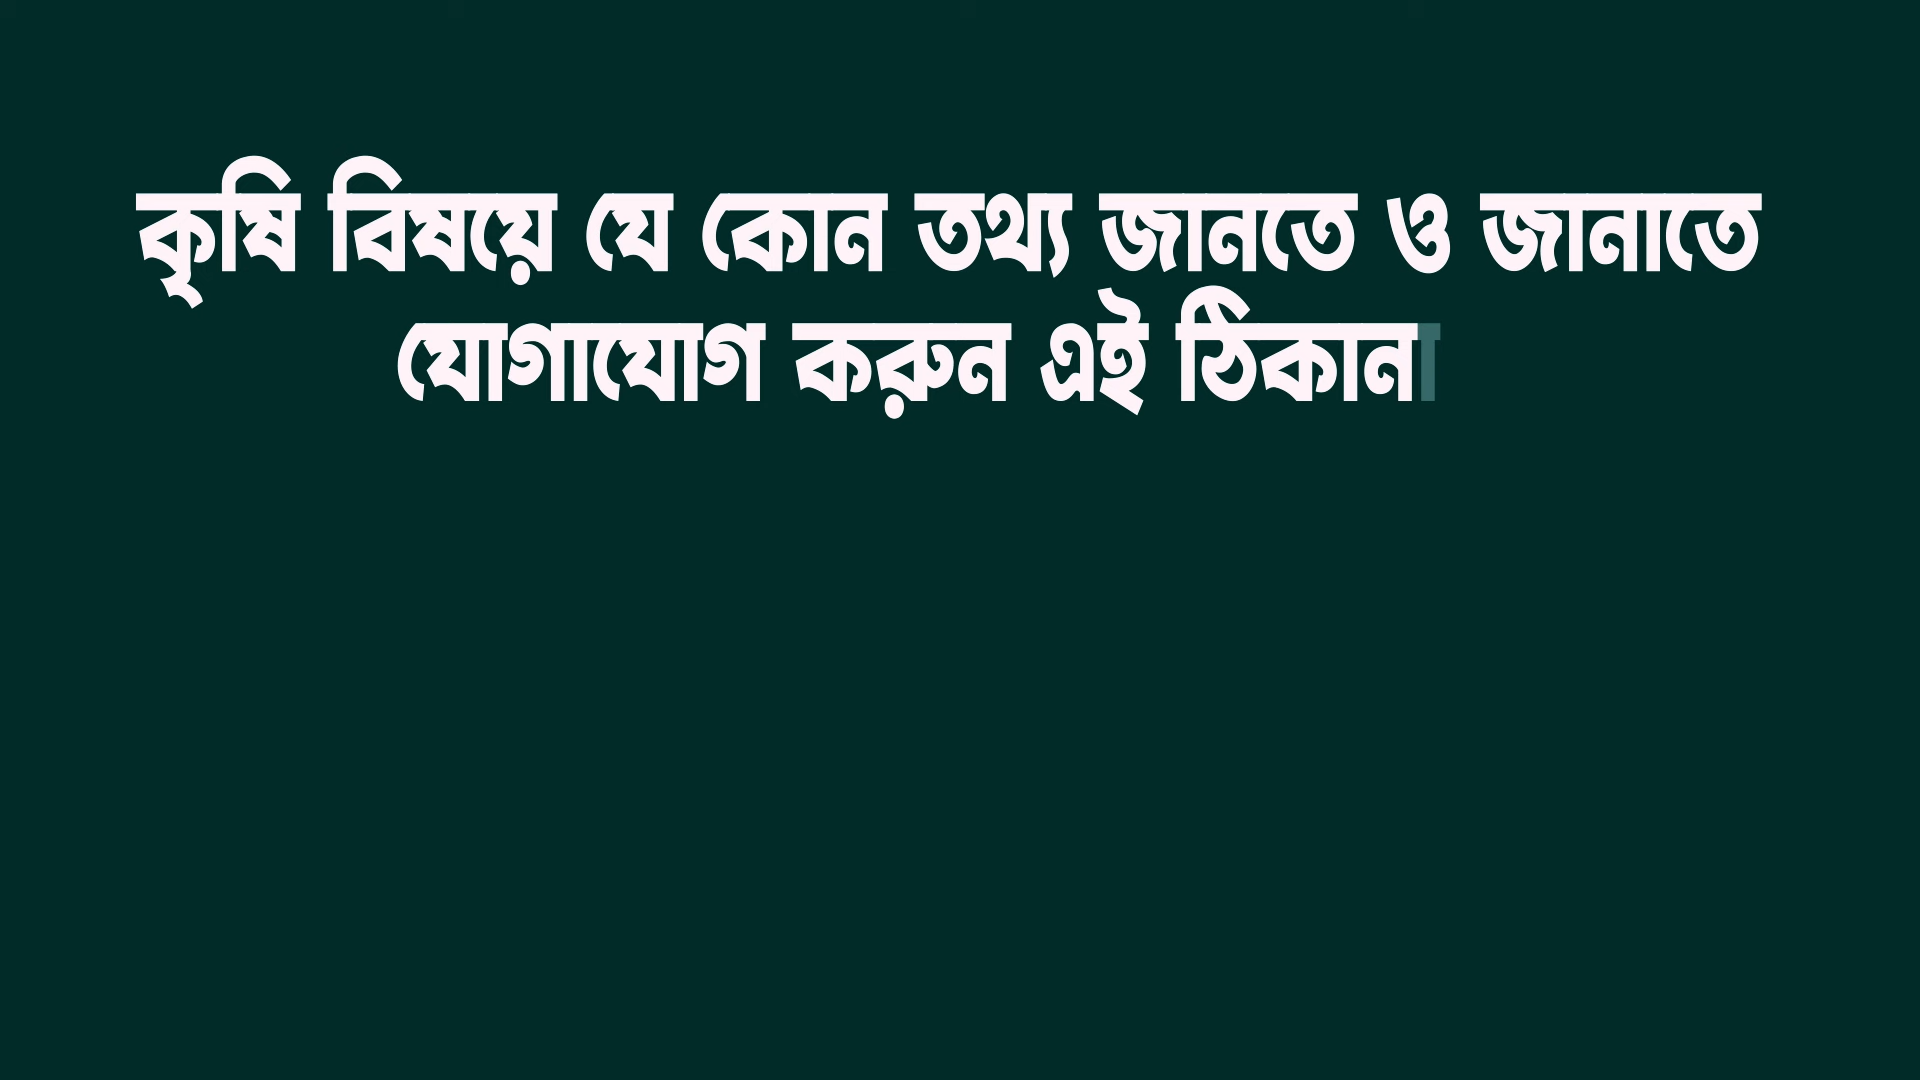 কৃষি বিষয়ে যে কোন তথ্য জানতে ও জানাতে
যোগাযোগ করুন এই ঠিকানা